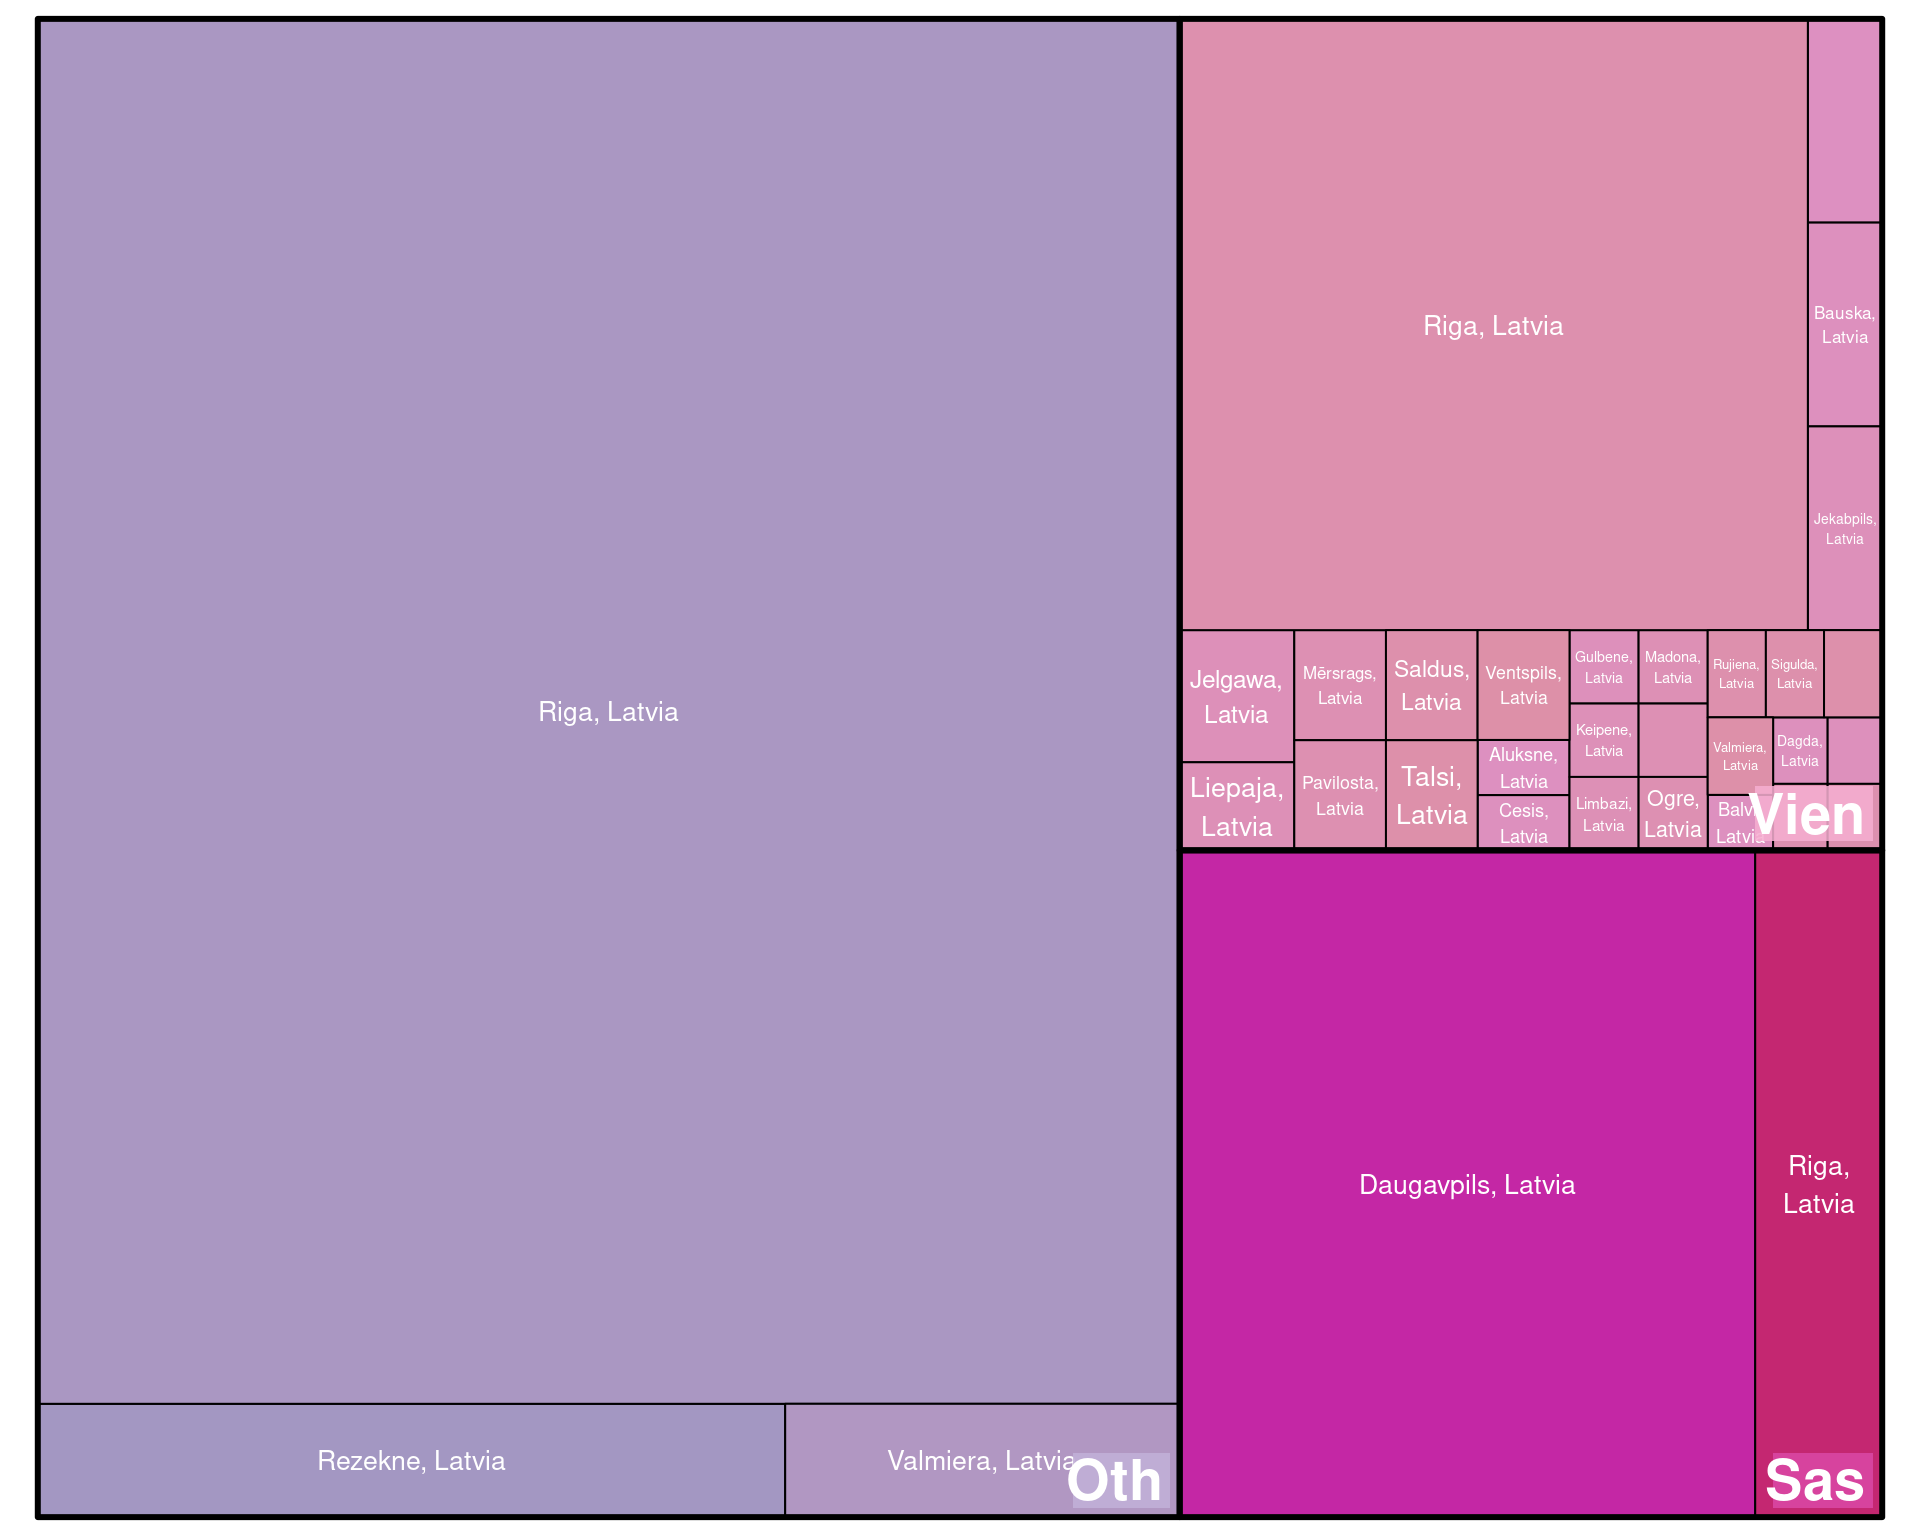 Riga, Latvia
Rezekne, Latvia
Valmiera, Latvia
Oth
Riga, Latvia
Bauska,
Latvia
Jekabpils,
Latvia
Jelgawa,
Latvia
Liepaja,
Latvia
Mērsrags,
Latvia
Pavilosta,
Latvia
Saldus,
Latvia
Talsi,
Latvia
Ventspils,
Latvia
Aluksne,
Latvia
Cesis,
Latvia
Gulbene,
Latvia
Keipene,
Latvia
Limbazi,
Latvia
Madona,
Latvia
Ogre,
Latvia
Rujiena,
Latvia
Sigulda,
Latvia
Valmiera,
Latvia
Dagda,
Latvia
Latvia
Vien
Daugavpils, Latvia
Riga,
Latvia
Sas